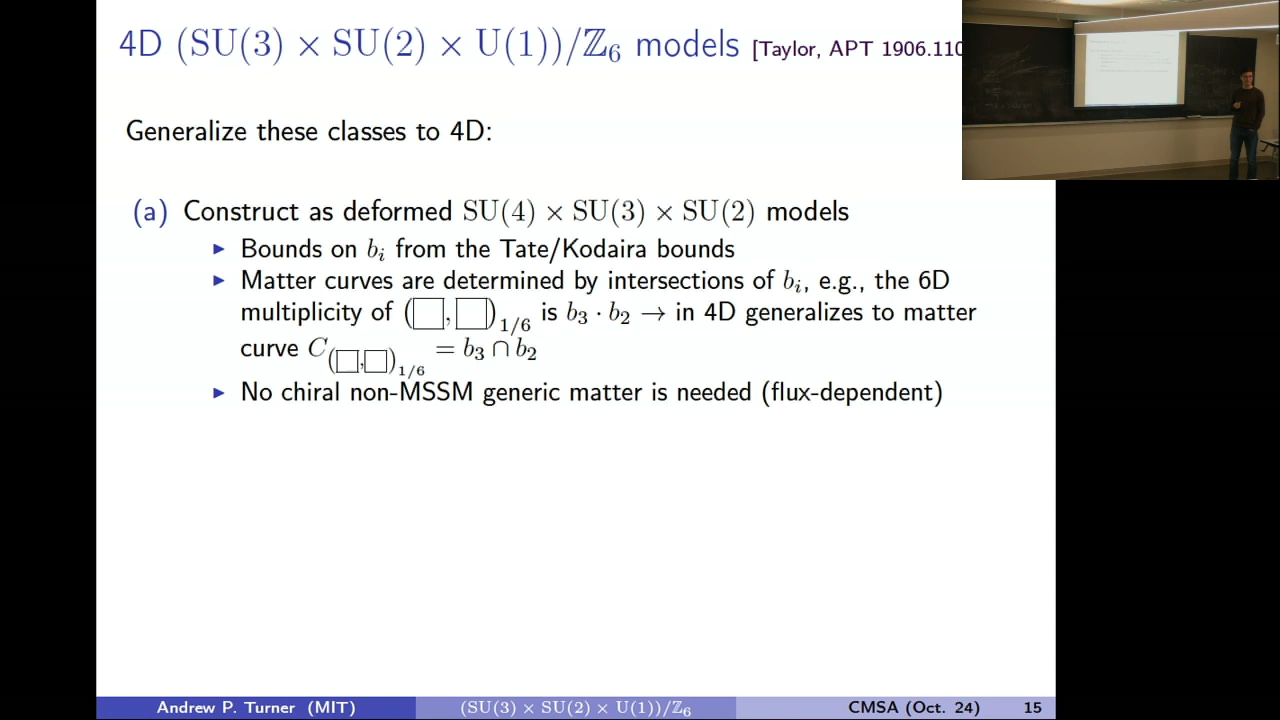 4D (SU(3) × SU(2) × U(1))/ℤ₆ models [Taylor, APT 1906.110
Generalize these classes to 4D:
(a) Construct as deformed SU(4) × SU(3) × SU(2) models
▶ Bounds on bᵢ from the Tate/Kodaira bounds
▶ Matter curves are determined by intersections of bᵢ, e.g., the 6D
multiplicity of (□, □)₁/₆ is b₃ · b₂ → in 4D generalizes to matter
curve C₍□,□₎₁/₆ = b₃ ∩ b₂
▶ No chiral non-MSSM generic matter is needed (flux-dependent)
Andrew P. Turner (MIT) (SU(3) × SU(2) × U(1))/ℤ₆ CMSA (Oct. 24) 15